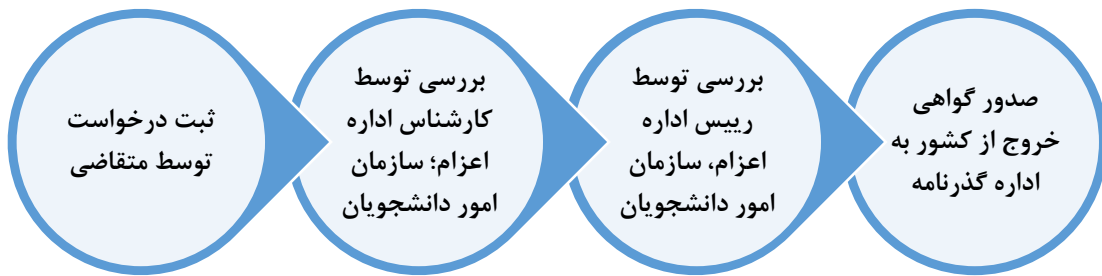 ثبت درخواست
توسط متقاضی
بررسی توسط
کارشناس اداره
اعزام؛ سازمان
امور دانشجویان
بررسی توسط
رییس اداره
اعزام، سازمان
امور دانشجویان
صدور گواهی
خروج از کشور به
اداره گذرنامه